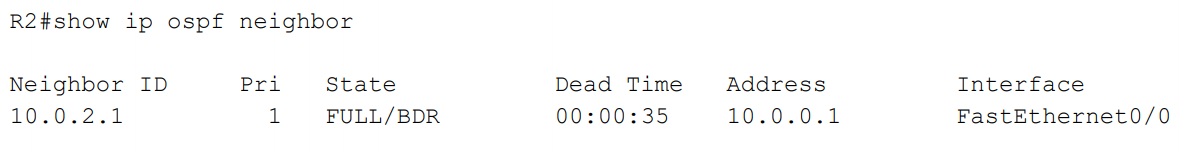 R2#show ip ospf neighbor
Neighbor ID     Pri   State           Dead Time   Address         Interface
10.0.2.1          1   FULL/BDR        00:00:35    10.0.0.1        FastEthernet0/0